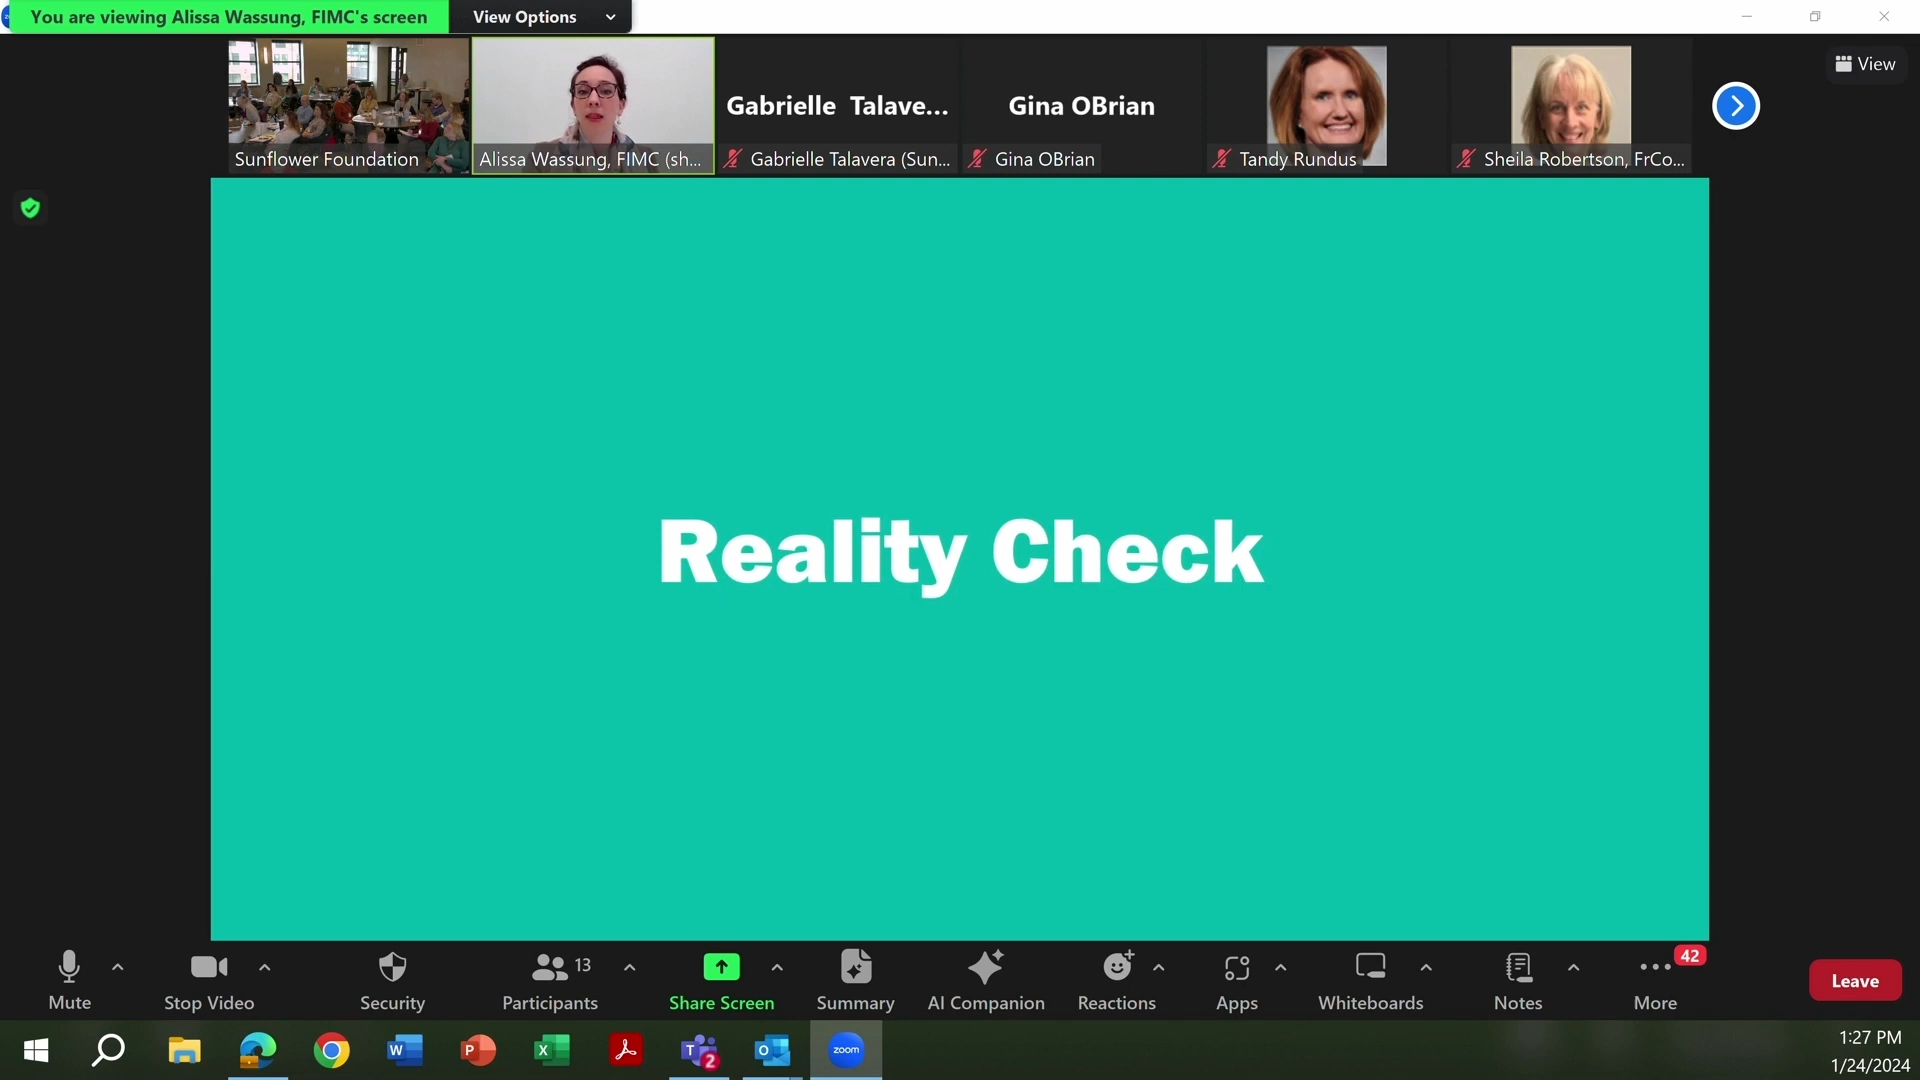 You are viewing Alissa Wassung, FIMC's screen
View Options
View
Gabrielle Talave...
Gina OBrian
Sunflower Foundation
Alissa Wassung, FIMC (sh...
Gabrielle Talavera (Sun...
Gina OBrian
Tandy Rundus
Sheila Robertson, FrCo...
Reality Check
13
42
Mute
Stop Video
Security
Participants
Share Screen
Summary
AI Companion
Reactions
Apps
Whiteboards
Notes
More
Leave
W
P
X
T
2
O
zoom
1:27 PM
1/24/2024